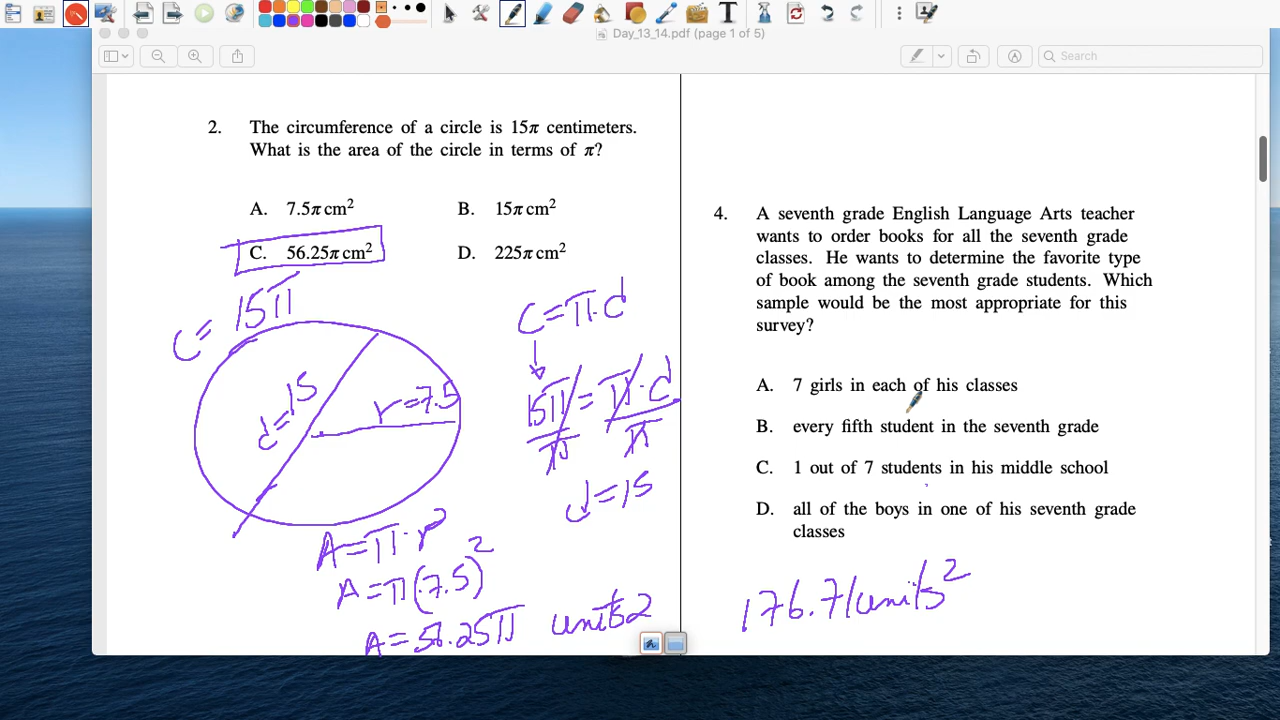 Day_13_14.pdf (page 1 of 5)
Search
2. The circumference of a circle is 15π centimeters.
What is the area of the circle in terms of π?
A. 7.5π cm²
B. 15π cm²
C. 56.25π cm²
D. 225π cm²
C= 15π
d=15
r=7.5
C=π·d
15π = π·d
π π
d=15
A=π·r²
A=π(7.5)²
A=56.25π units2
4. A seventh grade English Language Arts teacher
wants to order books for all the seventh grade
classes. He wants to determine the favorite type
of book among the seventh grade students. Which
sample would be the most appropriate for this
survey?
A. 7 girls in each of his classes
B. every fifth student in the seventh grade
C. 1 out of 7 students in his middle school
D. all of the boys in one of his seventh grade
classes
176.71units²